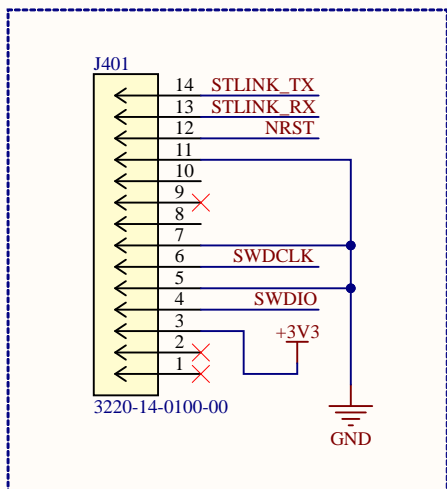 J401
14 STLINK_TX
13 STLINK_RX
12 NRST
11
10
9
8
7
6 SWDCLK
5
4 SWDIO
3
+3V3
2
1
3220-14-0100-00
GND